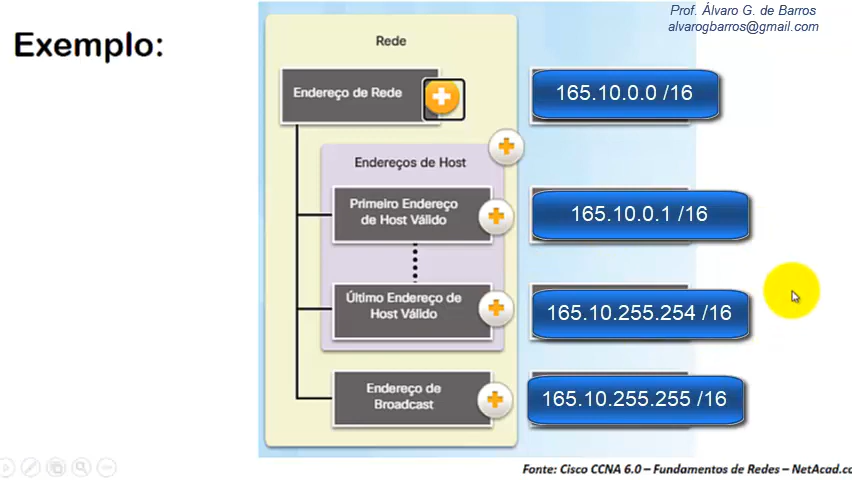 Prof. Álvaro G. de Barros
alvarogbarros@gmail.com
Exemplo:
Rede
Endereço de Rede
165.10.0.0 /16
Endereços de Host
Primeiro Endereço
de Host Válido
165.10.0.1 /16
Último Endereço de
Host Válido
165.10.255.254 /16
Endereço de
Broadcast
165.10.255.255 /16
Fonte: Cisco CCNA 6.0 – Fundamentos de Redes – NetAcad.co